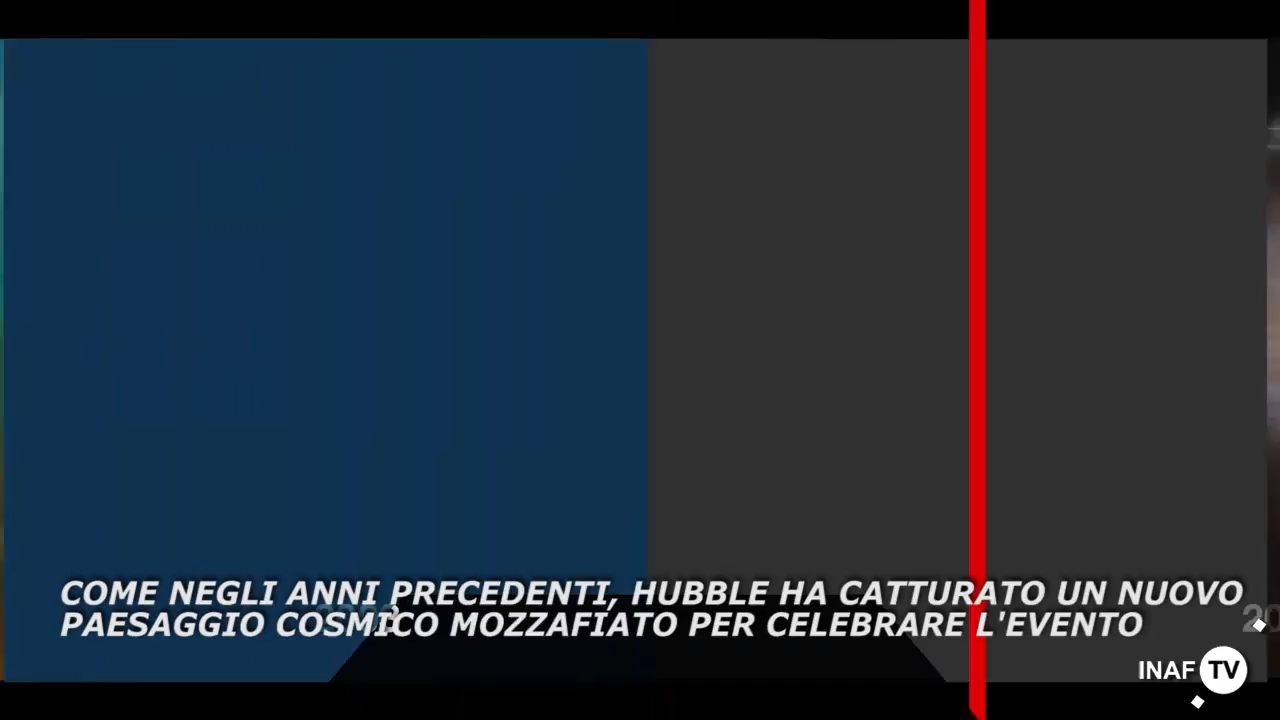 COME NEGLI ANNI PRECEDENTI, HUBBLE HA CATTURATO UN NUOVO
PAESAGGIO COSMICO MOZZAFIATO PER CELEBRARE L'EVENTO
INAF TV